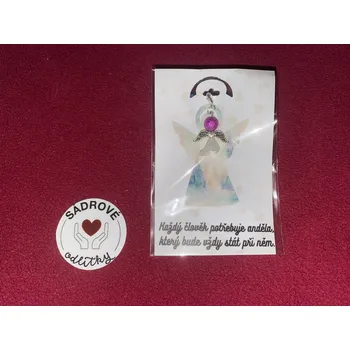 SÁDROVÉ
odlitky
Každý člověk potřebuje anděla,
který bude vždy stát při něm.